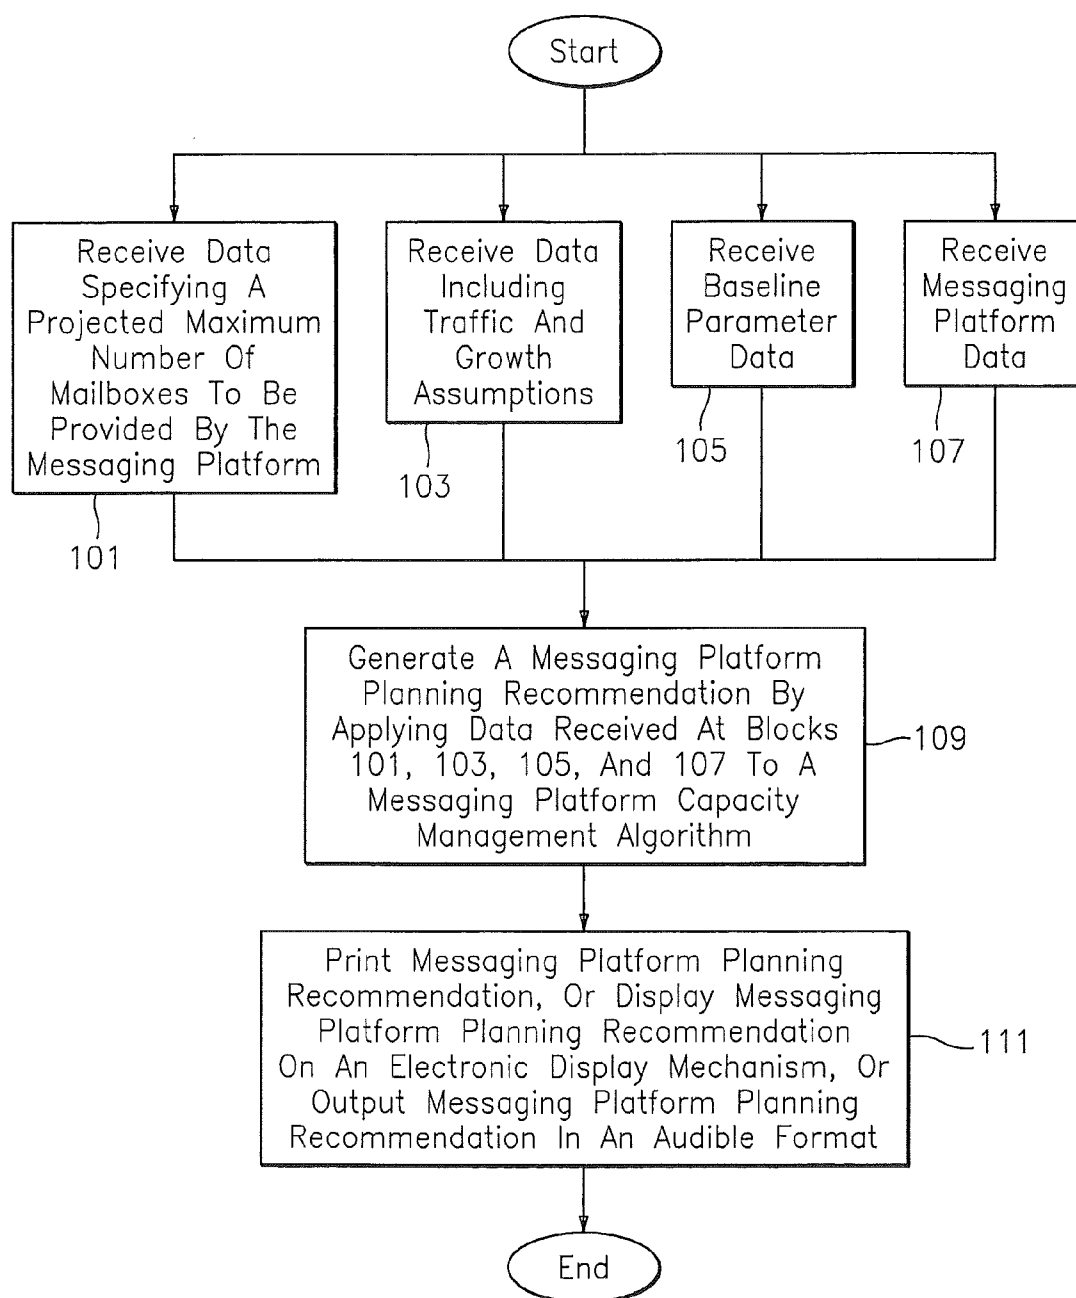 Start
Receive Data
Specifying A
Projected Maximum
Number Of
Mailboxes To Be
Provided By The
Messaging Platform
101
Receive Data
Including
Traffic And
Growth
Assumptions
103
Receive
Baseline
Parameter
Data
105
Receive
Messaging
Platform
Data
107
Generate A Messaging Platform
Planning Recommendation By
Applying Data Received At Blocks
101, 103, 105, And 107 To A
Messaging Platform Capacity
Management Algorithm
109
Print Messaging Platform Planning
Recommendation, Or Display Messaging
Platform Planning Recommendation
On An Electronic Display Mechanism, Or
Output Messaging Platform Planning
Recommendation In An Audible Format
111
End